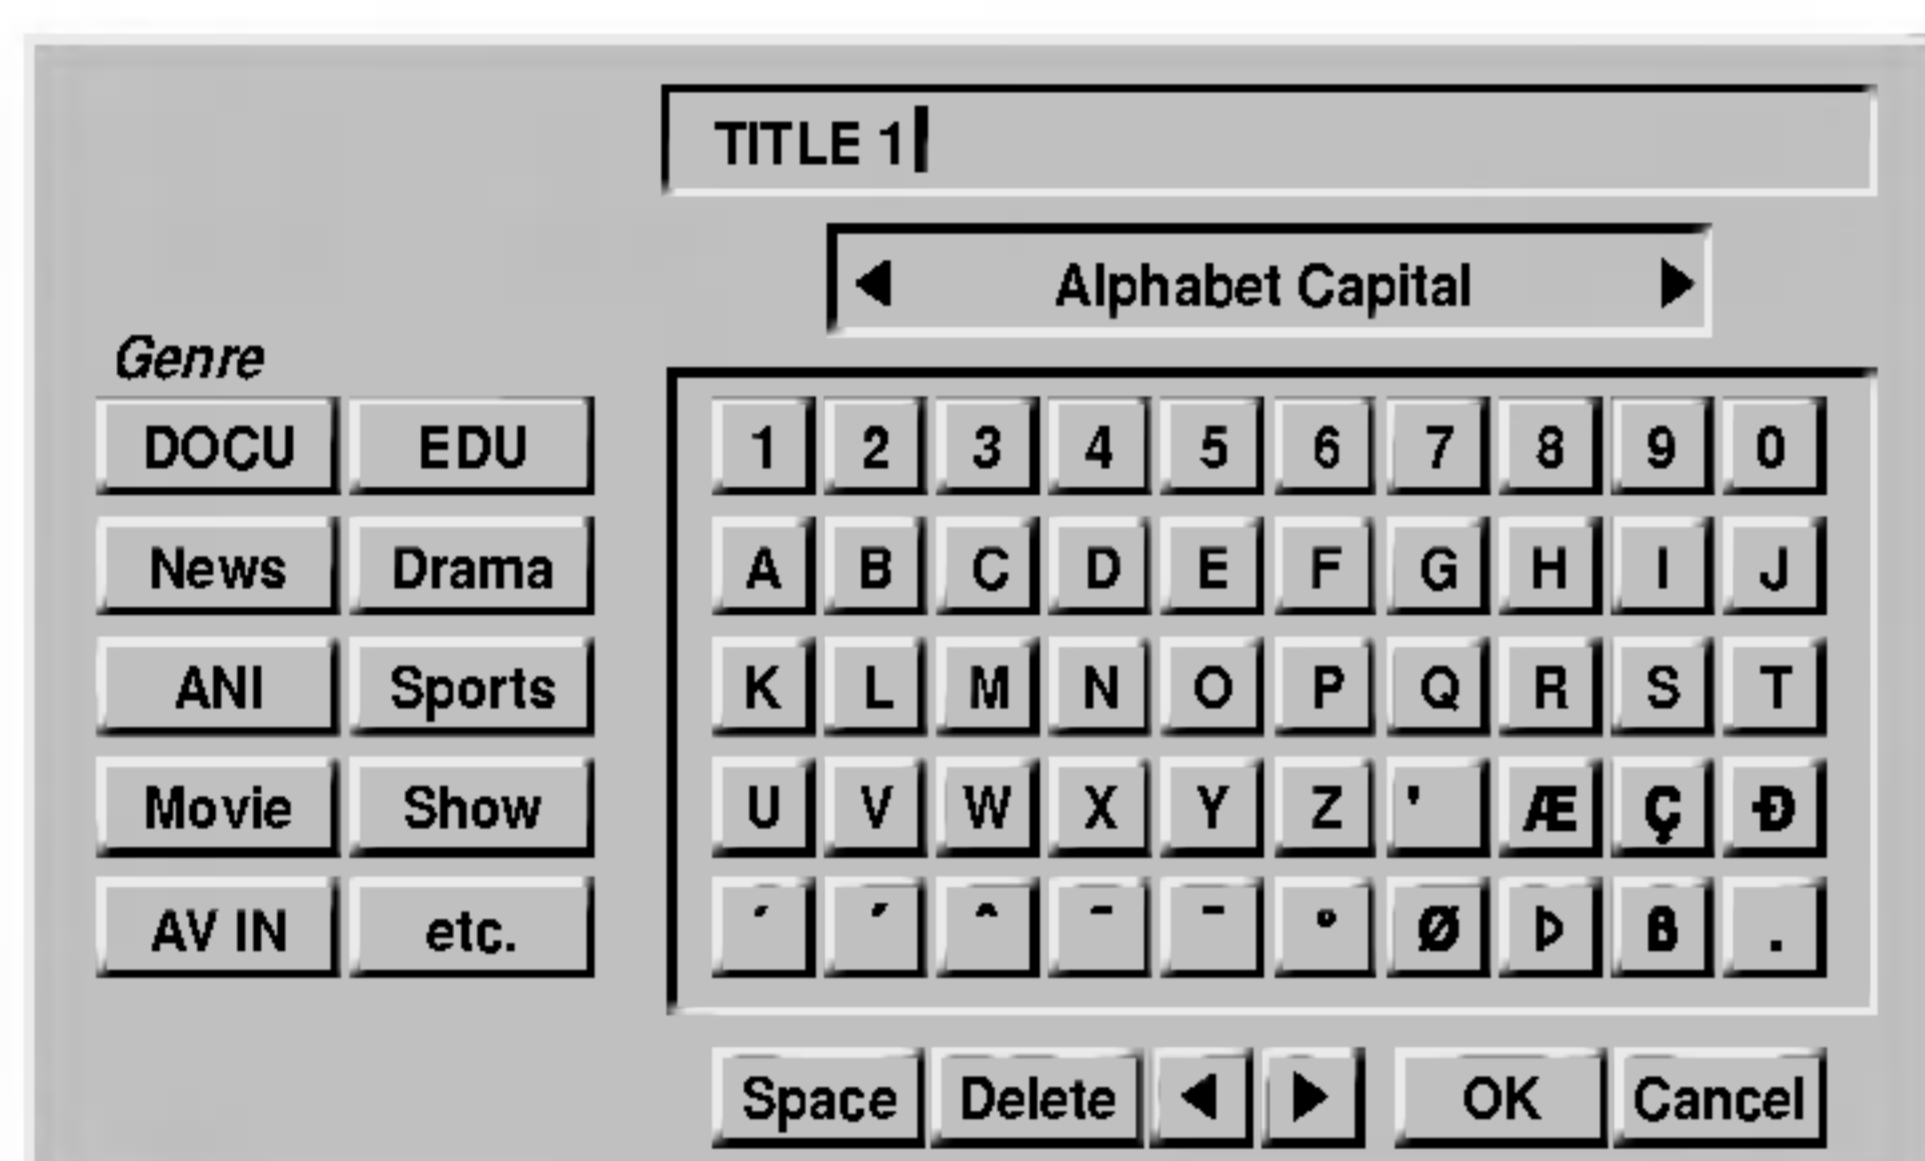 TITLE 1
Alphabet Capital
Genre
DOCU EDU
News Drama
ANI Sports
Movie Show
AV IN etc.
1 2 3 4 5 6 7 8 9 0
A B C D E F G H I J
K L M N O P Q R S T
U V W X Y Z ' Æ Ç Ð
´ ˆ ¯ ° Ø Þ ß .
Space Delete ◀ ▶ OK Cancel